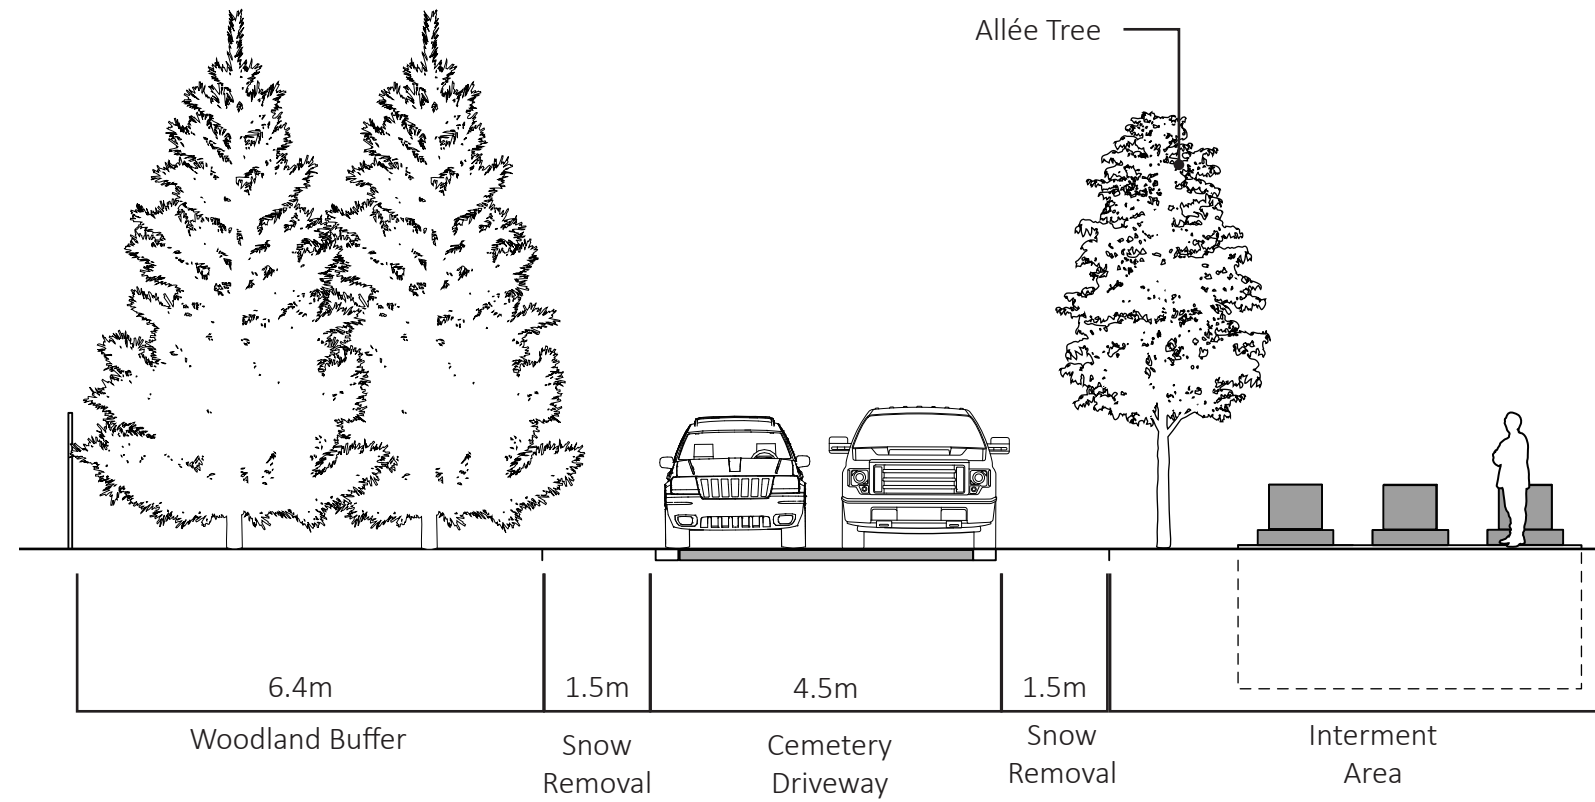 Allée Tree
6.4m
1.5m
4.5m
1.5m
Woodland Buffer
Snow
Removal
Cemetery
Driveway
Snow
Removal
Interment
Area